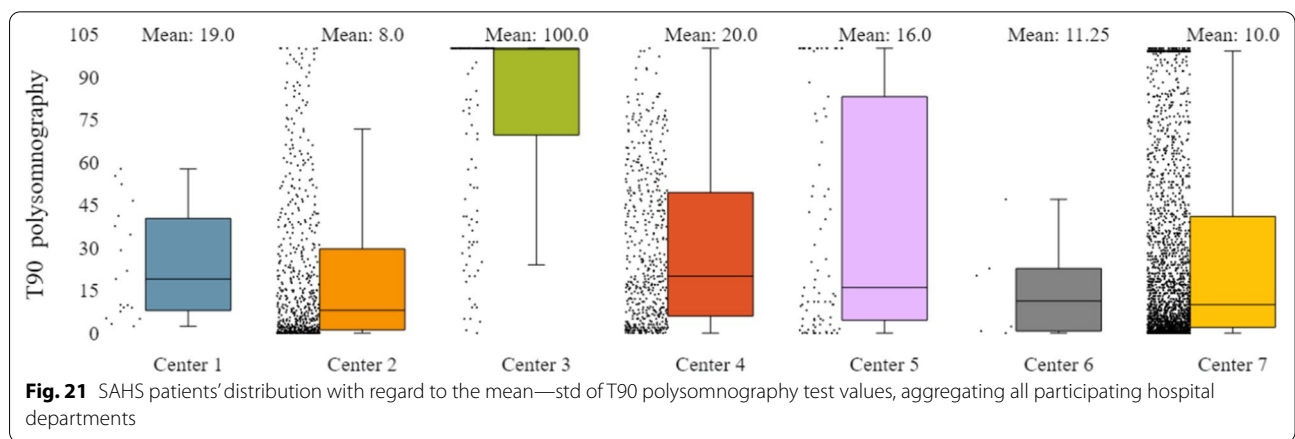 105 Mean: 19.0 Mean: 8.0 Mean: 100.0 Mean: 20.0 Mean: 16.0 Mean: 11.25 Mean: 10.0
T90 polysomnography
90
75
60
45
30
15
0
Center 1 Center 2 Center 3 Center 4 Center 5 Center 6 Center 7
Fig. 21 SAHS patients’ distribution with regard to the mean—std of T90 polysomnography test values, aggregating all participating hospital
departments